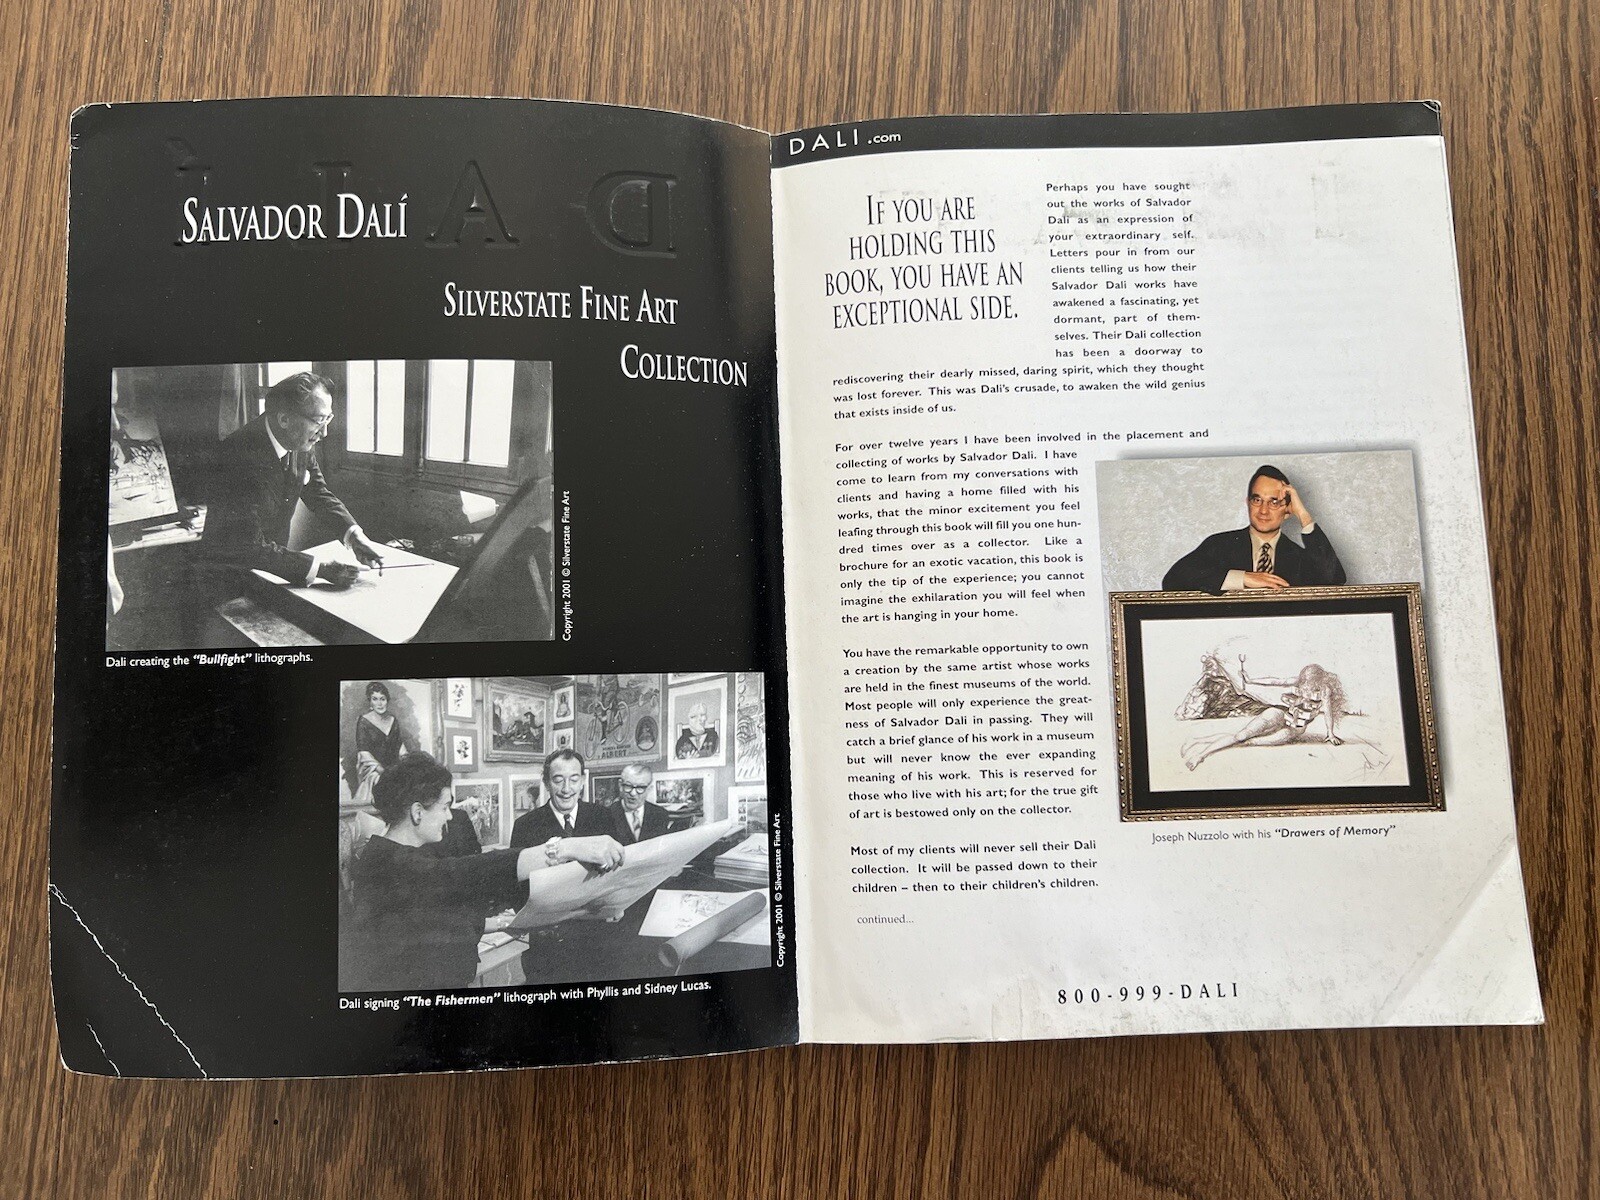 SALVADOR DALÍ
DALÌ
SILVERSTATE FINE ART
COLLECTION
Copyright 2001 © Silverstate Fine Art
Dali creating the “Bullfight” lithographs.
ALBERT
Copyright 2001 © Silverstate Fine Art
Dali signing “The Fishermen” lithograph with Phyllis and Sidney Lucas.
DALI.com
IF YOU ARE
HOLDING THIS
BOOK, YOU HAVE AN
EXCEPTIONAL SIDE.
Perhaps you have sought
out the works of Salvador
Dali as an expression of
your extraordinary self.
Letters pour in from our
clients telling us how their
Salvador Dali works have
awakened a fascinating, yet
dormant, part of them-
selves. Their Dali collection
has been a doorway to
rediscovering their dearly missed, daring spirit, which they thought
was lost forever. This was Dali’s crusade, to awaken the wild genius
that exists inside of us.
For over twelve years I have been involved in the placement and
collecting of works by Salvador Dali. I have
come to learn from my conversations with
clients and having a home filled with his
works, that the minor excitement you feel
leafing through this book will fill you one hun-
dred times over as a collector. Like a
brochure for an exotic vacation, this book is
only the tip of the experience; you cannot
imagine the exhilaration you will feel when
the art is hanging in your home.
You have the remarkable opportunity to own
a creation by the same artist whose works
are held in the finest museums of the world.
Most people will only experience the great-
ness of Salvador Dali in passing. They will
catch a brief glance of his work in a museum
but will never know the ever expanding
meaning of his work. This is reserved for
those who live with his art; for the true gift
of art is bestowed only on the collector.
Most of my clients will never sell their Dali
collection. It will be passed down to their
children – then to their children’s children.
continued...
Joseph Nuzzolo with his “Drawers of Memory”
800-999-DALI